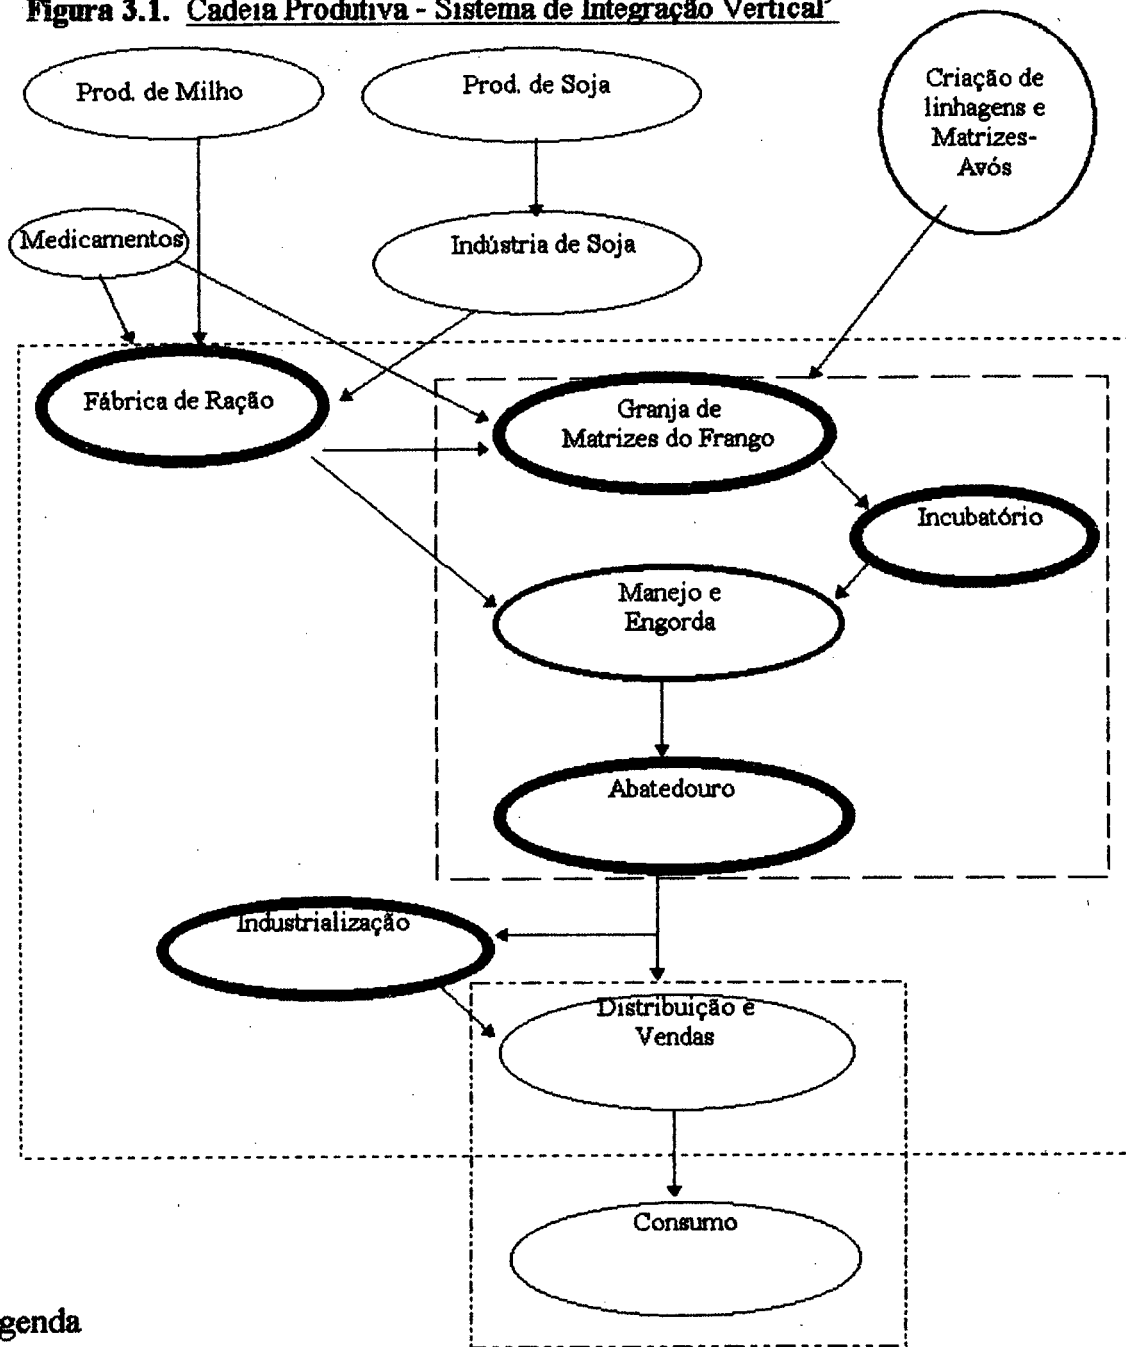 Figura 3.1. Cadeia Produtiva - Sistema de Integração Vertical
Prod. de Milho
Prod. de Soja
Criação de
linhagens e
Matrizes-
Avós
Medicamentos
Indústria de Soja
Fábrica de Ração
Granja de
Matrizes do Frango
Incubatório
Manejo e
Engorda
Abatedouro
Industrialização
Distribuição e
Vendas
Consumo
genda